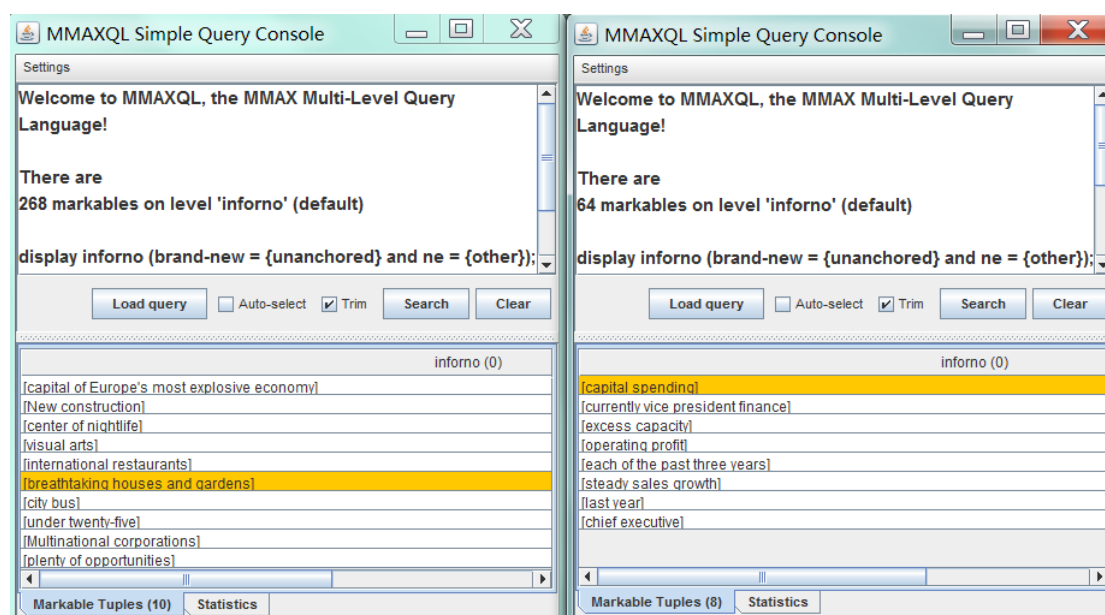 MMAXQL Simple Query Console
Settings
Welcome to MMAXQL, the MMAX Multi-Level Query
Language!
There are
268 markables on level 'inforno' (default)
display inforno (brand-new = {unanchored} and ne = {other});
Load query Auto-select Trim Search Clear
inforno (0)
[capital of Europe's most explosive economy]
[New construction]
[center of nightlife]
[visual arts]
[international restaurants]
[breathtaking houses and gardens]
[city bus]
[under twenty-five]
[Multinational corporations]
[plenty of opportunities]
Markable Tuples (10) Statistics
MMAXQL Simple Query Console
Settings
Welcome to MMAXQL, the MMAX Multi-Level Query
Language!
There are
64 markables on level 'inforno' (default)
display inforno (brand-new = {unanchored} and ne = {other});
Load query Auto-select Trim Search Clear
inforno (0)
[capital spending]
[currently vice president finance]
[excess capacity]
[operating profit]
[each of the past three years]
[steady sales growth]
[last year]
[chief executive]
Markable Tuples (8) Statistics